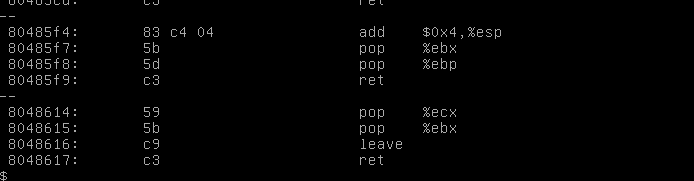 80485cd: c3 ret
--
80485f4: 83 c4 04 add $0x4,%esp
80485f7: 5b pop %ebx
80485f8: 5d pop %ebp
80485f9: c3 ret
--
8048614: 59 pop %ecx
8048615: 5b pop %ebx
8048616: c9 leave
8048617: c3 ret
$